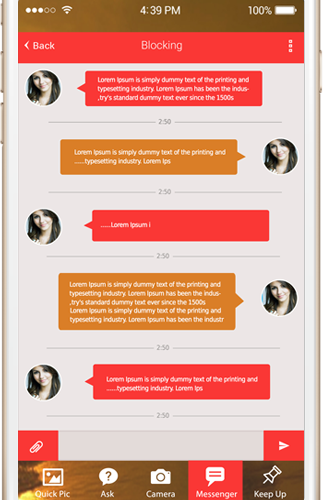 4:39 PM 100%
Back Blocking
Lorem Ipsum is simply dummy text of the printing and
typesetting industry. Lorem Ipsum has been the indus-
,try's standard dummy text ever since the 1500s
2:50
Lorem Ipsum is simply dummy text of the printing and
......typesetting industry. Lorem Ips
2:50
......Lorem Ipsum i
2:50
Lorem Ipsum is simply dummy text of the printing and
typesetting industry. Lorem Ipsum has been the indus-
,try's standard dummy text ever since the 1500s
Lorem Ipsum is simply dummy text of the printing and
typesetting industry. Lorem Ipsum has been the industr
2:50
Lorem Ipsum is simply dummy text of the printing and
......typesetting industry. Lorem Ips
2:50
Quick Pic Ask Camera Messenger Keep Up